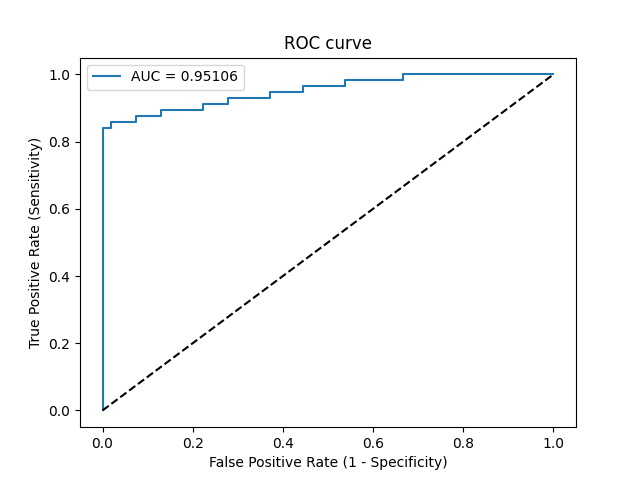 ROC curve
AUC = 0.95106
True Positive Rate (Sensitivity)
1.0
0.8
0.6
0.4
0.2
0.0
0.0 0.2 0.4 0.6 0.8 1.0
False Positive Rate (1 - Specificity)